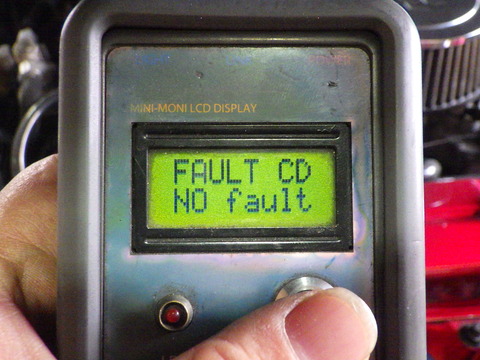 MINI-MONI LCD DISPLAY
FAULT CD
NO fault